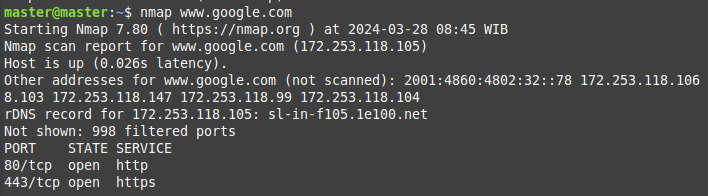 master@master:~$ nmap www.google.com
Starting Nmap 7.80 ( https://nmap.org ) at 2024-03-28 08:45 WIB
Nmap scan report for www.google.com (172.253.118.105)
Host is up (0.026s latency).
Other addresses for www.google.com (not scanned): 2001:4860:4802:32::78 172.253.118.106
8.103 172.253.118.147 172.253.118.99 172.253.118.104
rDNS record for 172.253.118.105: sl-in-f105.1e100.net
Not shown: 998 filtered ports
PORT    STATE SERVICE
80/tcp  open  http
443/tcp open  https